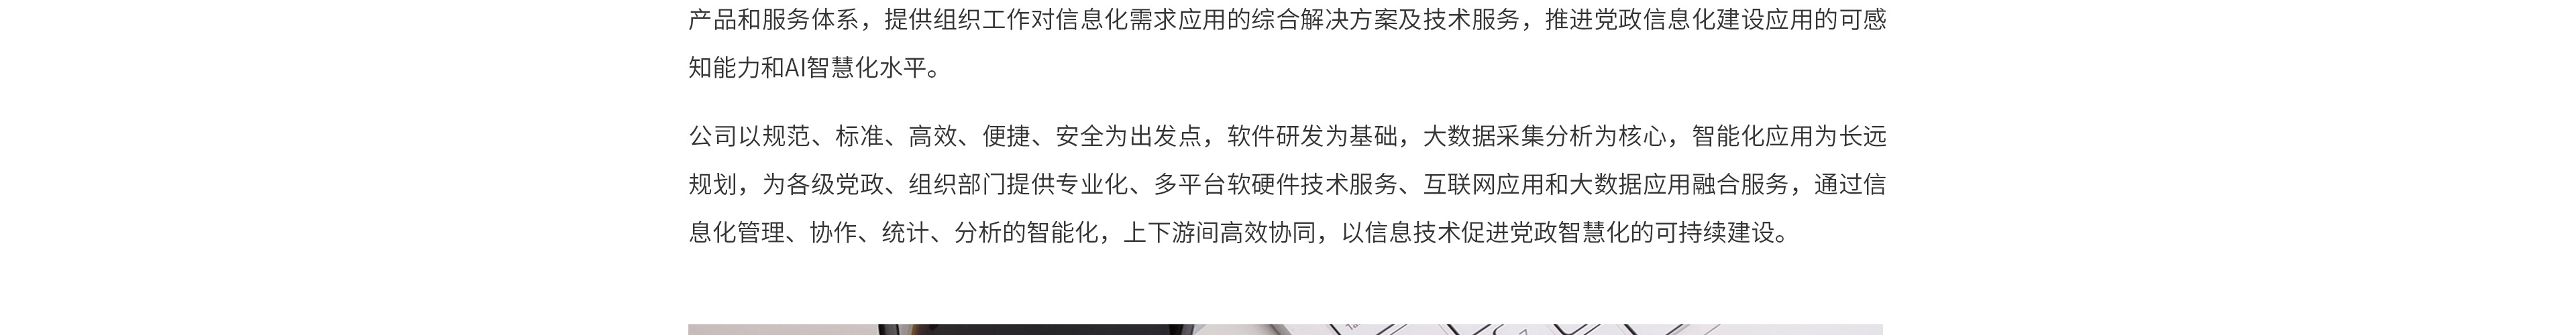 产品和服务体系，提供组织工作对信息化需求应用的综合解决方案及技术服务，推进党政信息化建设应用的可感
知能力和AI智慧化水平。
公司以规范、标准、高效、便捷、安全为出发点，软件研发为基础，大数据采集分析为核心，智能化应用为长远
规划，为各级党政、组织部门提供专业化、多平台软硬件技术服务、互联网应用和大数据应用融合服务，通过信
息化管理、协作、统计、分析的智能化，上下游间高效协同，以信息技术促进党政智慧化的可持续建设。